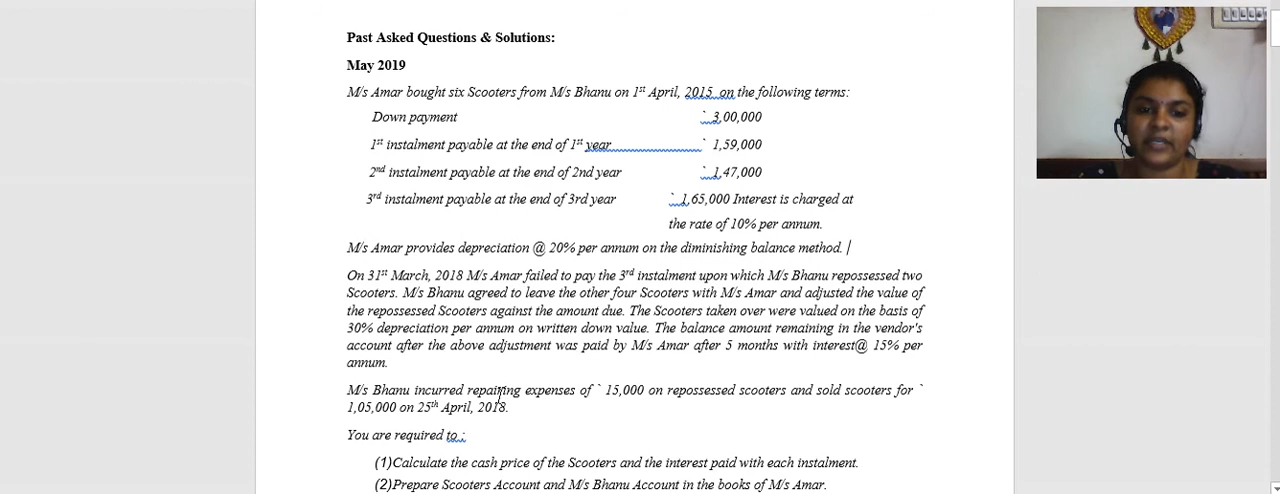 Past Asked Questions & Solutions:
May 2019
M/s Amar bought six Scooters from M/s Bhanu on 1st April, 2015 on the following terms:
Down payment ` 3,00,000
1st instalment payable at the end of 1st year ` 1,59,000
2nd instalment payable at the end of 2nd year ` 1,47,000
3rd instalment payable at the end of 3rd year ` 1,65,000 Interest is charged at
the rate of 10% per annum.
M/s Amar provides depreciation @ 20% per annum on the diminishing balance method.
On 31st March, 2018 M/s Amar failed to pay the 3rd instalment upon which M/s Bhanu repossessed two
Scooters. M/s Bhanu agreed to leave the other four Scooters with M/s Amar and adjusted the value of
the repossessed Scooters against the amount due. The Scooters taken over were valued on the basis of
30% depreciation per annum on written down value. The balance amount remaining in the vendor's
account after the above adjustment was paid by M/s Amar after 5 months with interest@ 15% per
annum.
M/s Bhanu incurred repairing expenses of ` 15,000 on repossessed scooters and sold scooters for `
1,05,000 on 25th April, 2018.
You are required to :
(1)Calculate the cash price of the Scooters and the interest paid with each instalment.
(2)Prepare Scooters Account and M/s Bhanu Account in the books of M/s Amar.